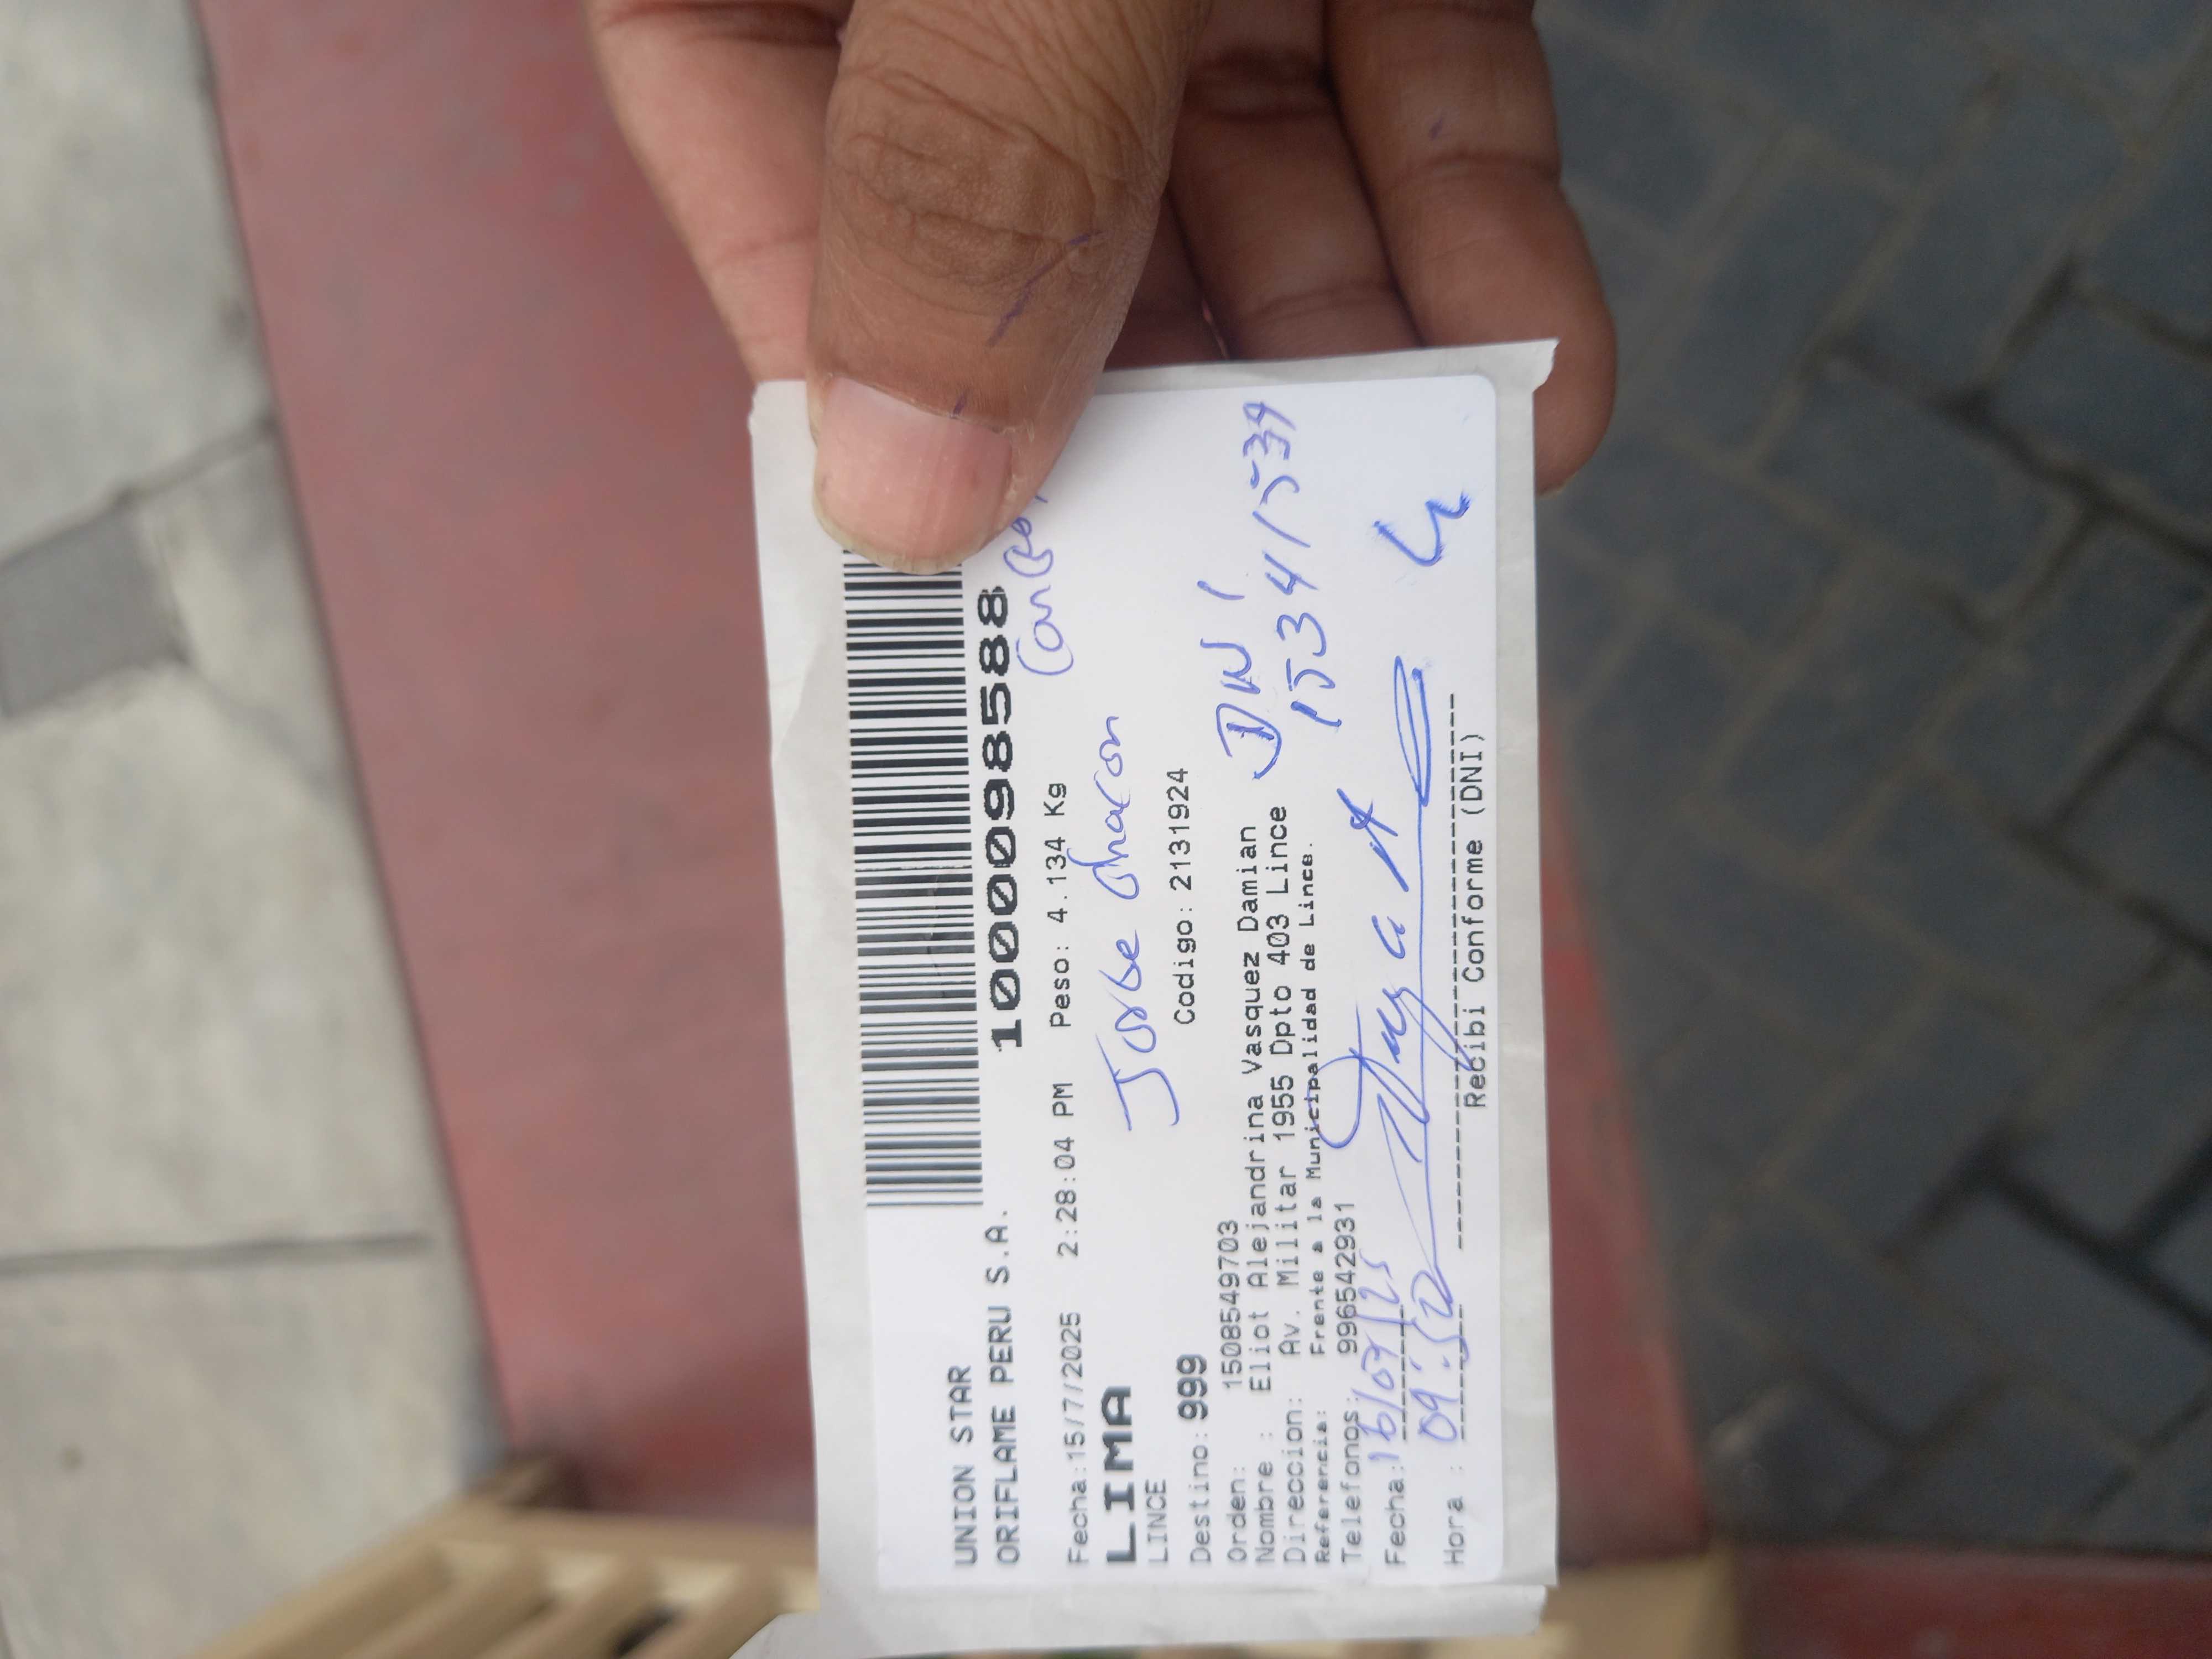 UNION STAR
ORIFLAME PERU S.A.
1000098588
Fecha:15/7/2025 2:28:04 PM Peso: 4.134 Kg
LIMA
LINCE
Jorge chacon
Destino: 999 Codigo: 2131924
Orden: 1508549703
Nombre : Eliot Alejandrina Vasquez Damian
Direccion: Av. Militar 1955 Dpto 403 Lince
Referencia: Frente a la Municipalidad de Lince.
Telefonos: 996542931
DNI
15341539
Fecha: 16/07/25
Hora : 09:52
Recibi Conforme (DNI)